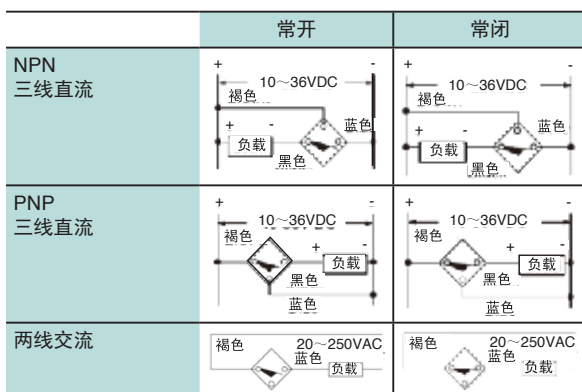 常开 常闭
NPN
三线直流
+ - + -
10～36VDC 10～36VDC
褐色 褐色
+ - 蓝色 + - 蓝色
负载 负载
黑色 黑色
PNP
三线直流
+ - + -
10～36VDC 10～36VDC
褐色 + - 褐色 + -
负载 负载
黑色 黑色
蓝色 蓝色
两线交流
褐色 20～250VAC 褐色 20～250VAC
蓝色 蓝色
负载 负载